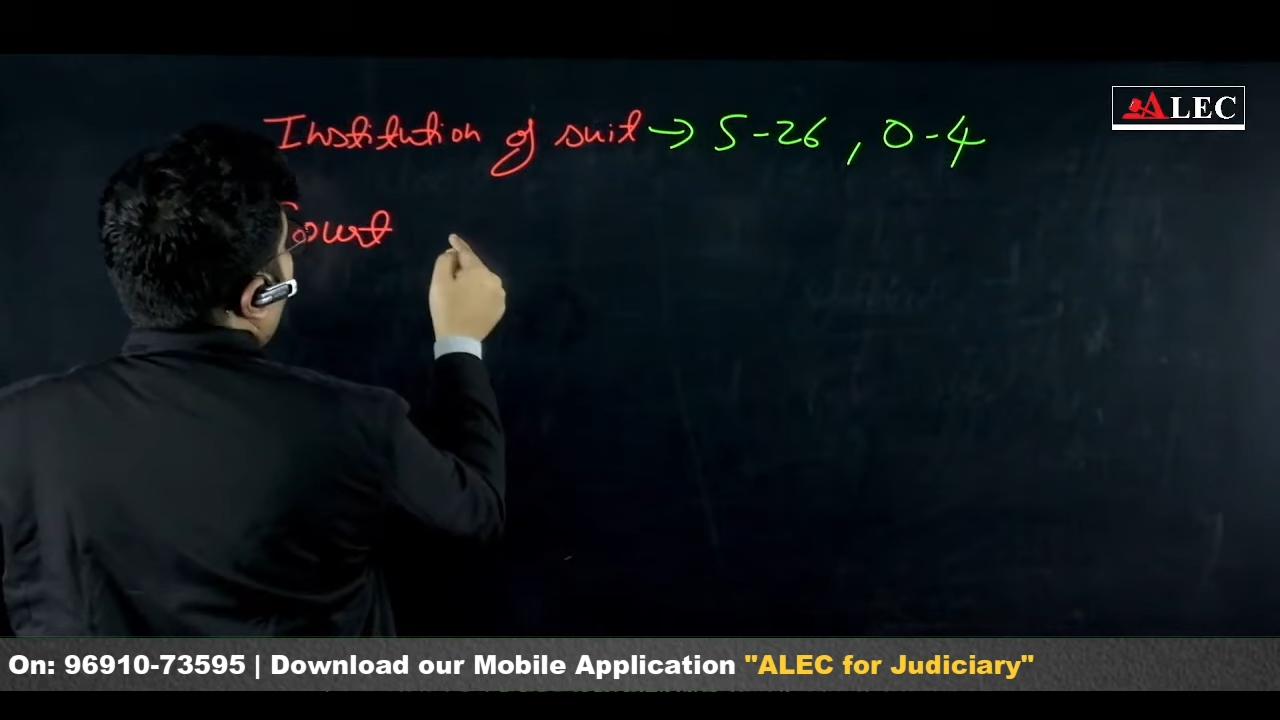 ALEC
Institution of suit → S-26, O-4
Court
On: 96910-73595 | Download our Mobile Application "ALEC for Judiciary"